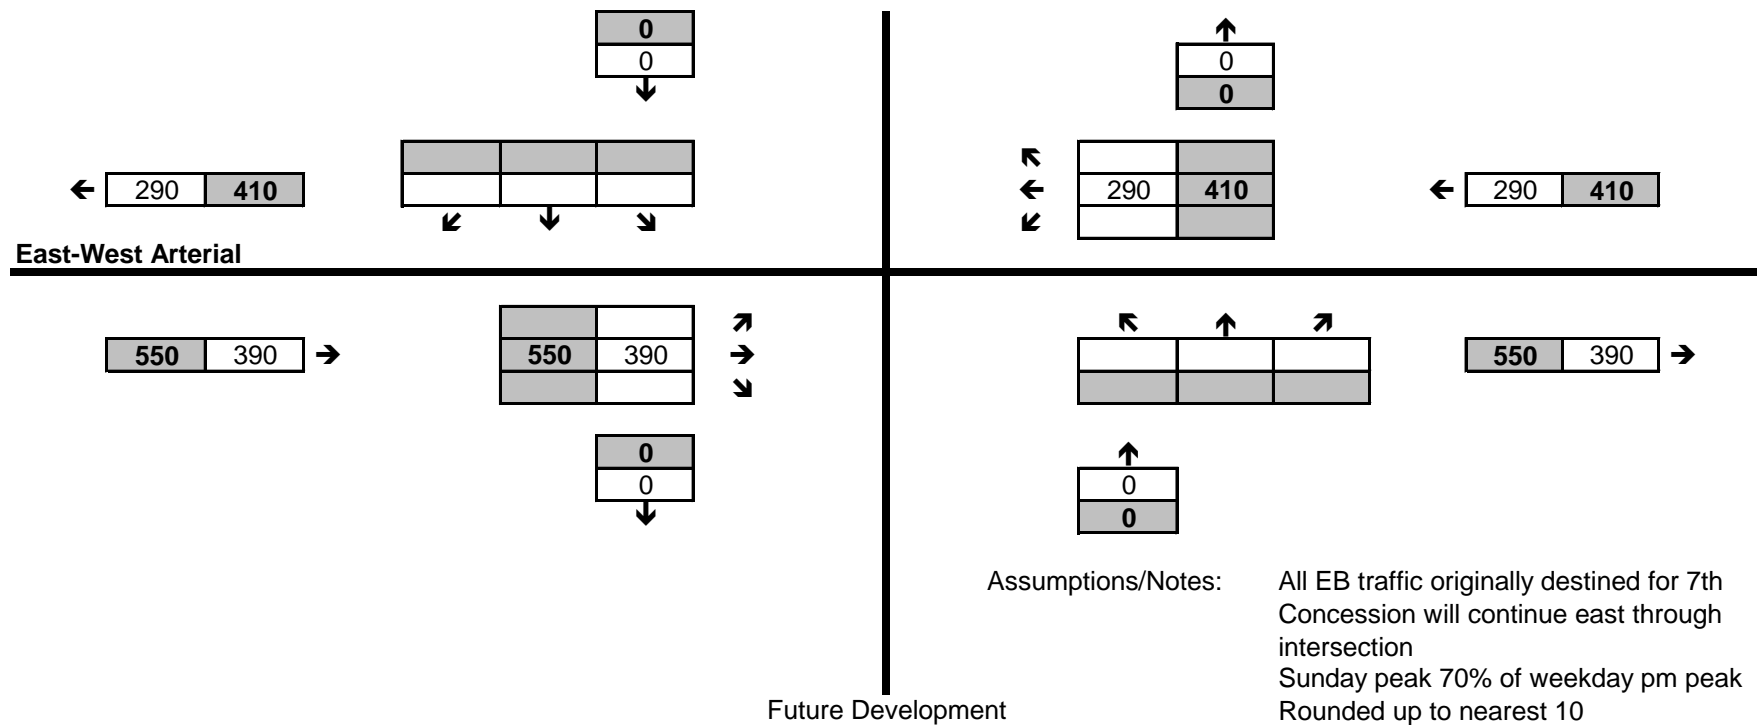 0
0
0
0
290 410
290 410
290 410
East-West Arterial
550 390
550 390
550 390
0
0
0
0
Assumptions/Notes: All EB traffic originally destined for 7th
Concession will continue east through
intersection
Sunday peak 70% of weekday pm peak
Future Development Rounded up to nearest 10